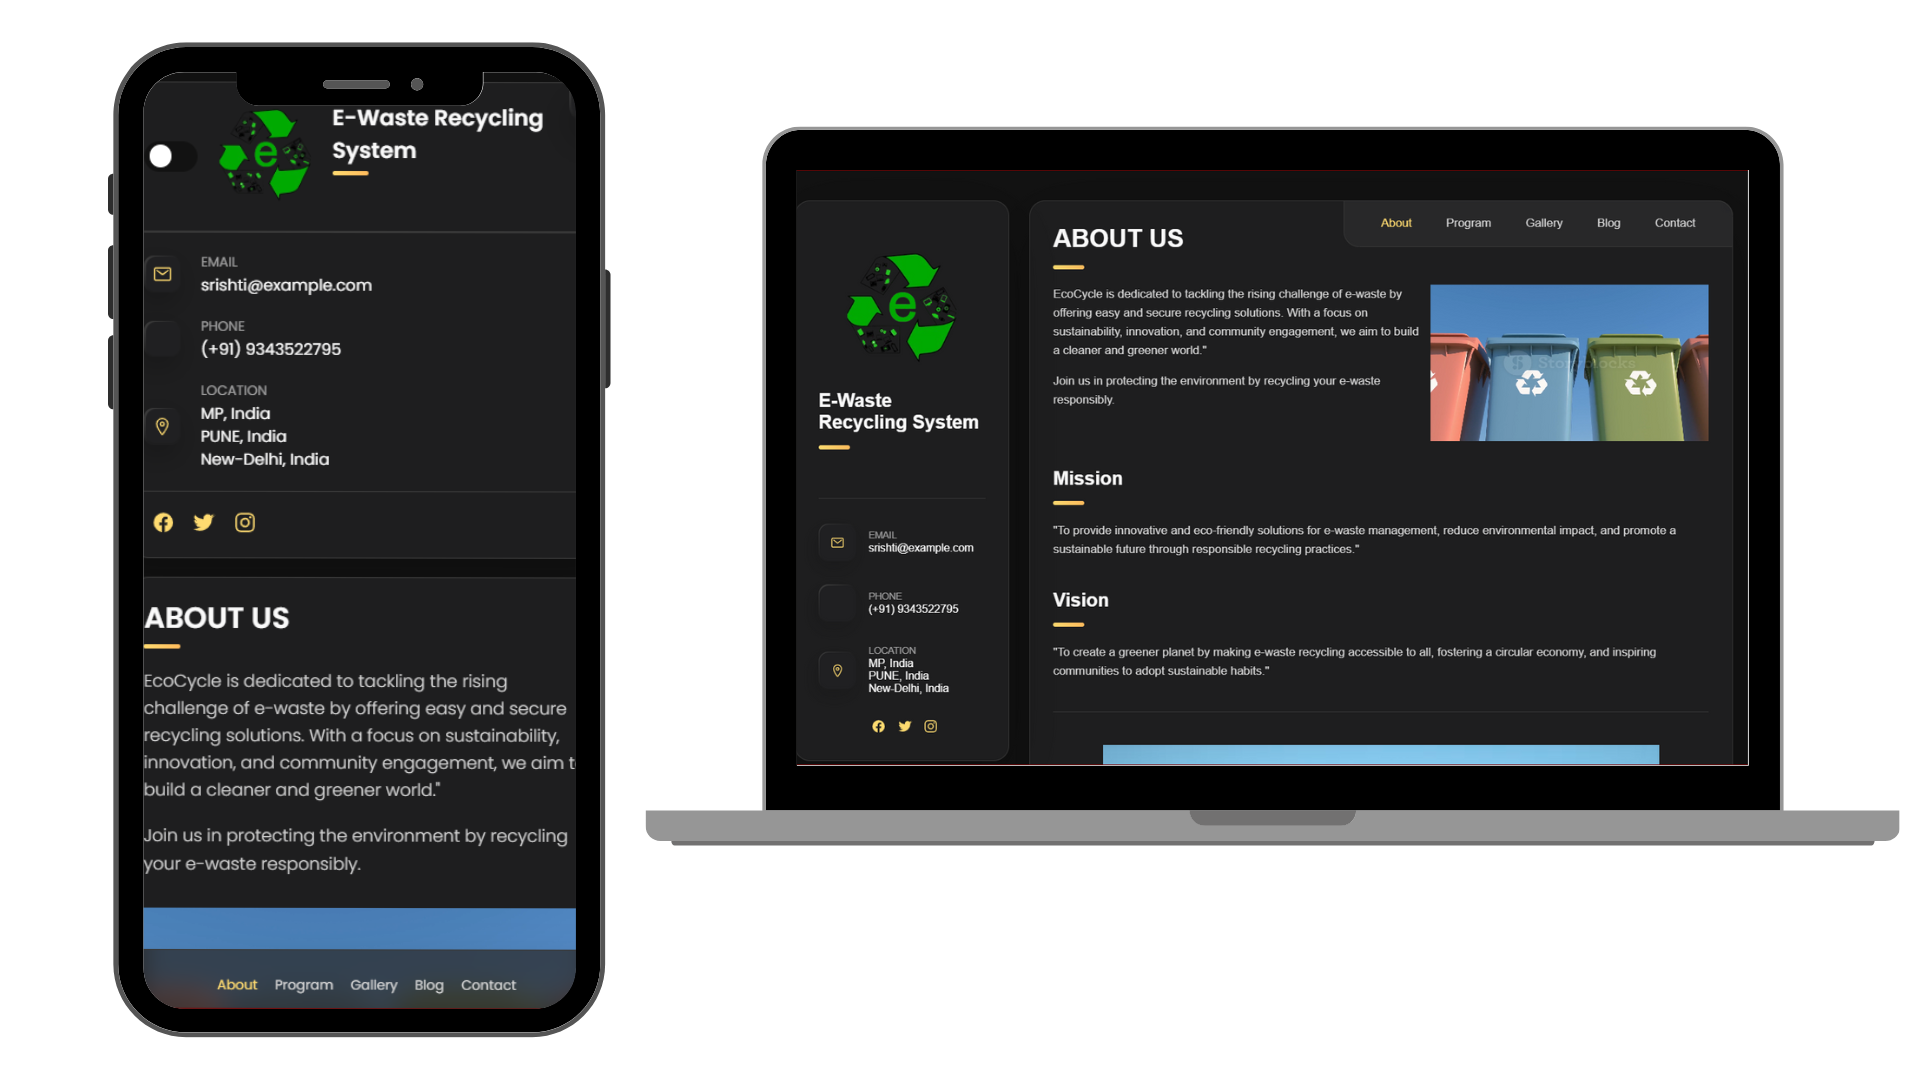 E-Waste Recycling
System
e
EMAIL
srishti@example.com
PHONE
(+91) 9343522795
LOCATION
MP, India
PUNE, India
New-Delhi, India
ABOUT US
EcoCycle is dedicated to tackling the rising
challenge of e-waste by offering easy and secure
recycling solutions. With a focus on sustainability,
innovation, and community engagement, we aim t
build a cleaner and greener world."
Join us in protecting the environment by recycling
your e-waste responsibly.
About Program Gallery Blog Contact
e
E-Waste
Recycling System
EMAIL
srishti@example.com
PHONE
(+91) 9343522795
LOCATION
MP, India
PUNE, India
New-Delhi, India
About Program Gallery Blog Contact
ABOUT US
EcoCycle is dedicated to tackling the rising challenge of e-waste by
offering easy and secure recycling solutions. With a focus on
sustainability, innovation, and community engagement, we aim to build
a cleaner and greener world."
Join us in protecting the environment by recycling your e-waste
responsibly.
Storyblocks
Mission
"To provide innovative and eco-friendly solutions for e-waste management, reduce environmental impact, and promote a
sustainable future through responsible recycling practices."
Vision
"To create a greener planet by making e-waste recycling accessible to all, fostering a circular economy, and inspiring
communities to adopt sustainable habits."